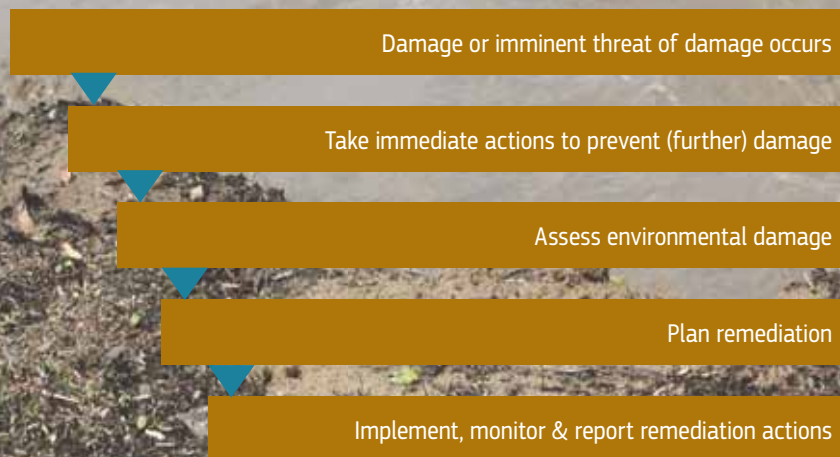 Damage or imminent threat of damage occurs
Take immediate actions to prevent (further) damage
Assess environmental damage
Plan remediation
Implement, monitor & report remediation actions